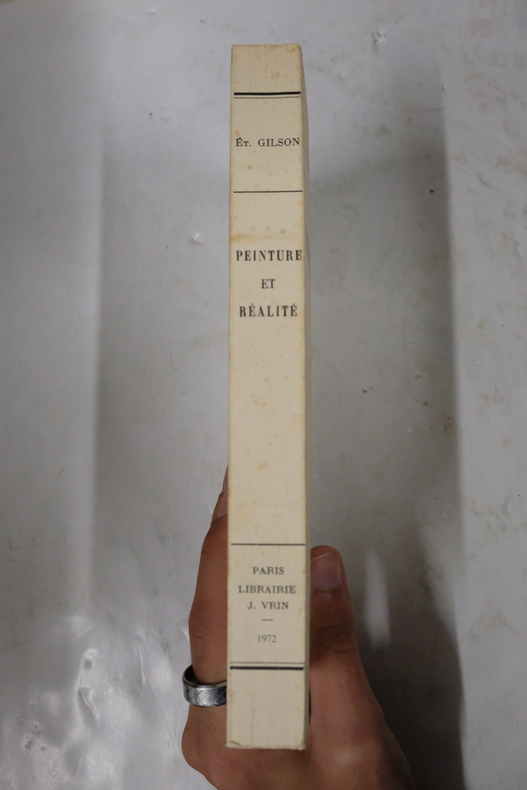 Ét. GILSON
PEINTURE
ET
RÉALITÉ
PARIS
LIBRAIRIE
J. VRIN
—
1972